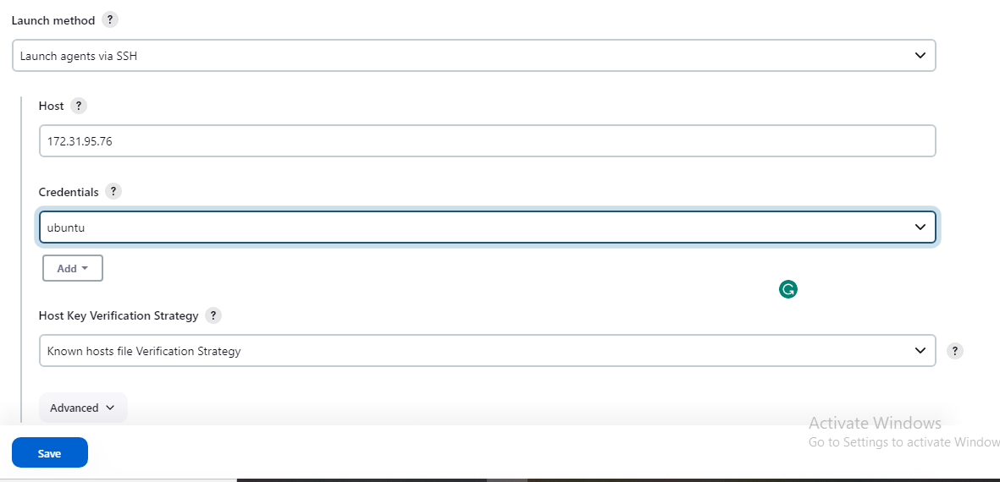 Launch method ?
Launch agents via SSH
Host ?
172.31.95.76
Credentials ?
ubuntu
Add
Host Key Verification Strategy ?
Known hosts file Verification Strategy ?
Advanced
Activate Windows
Go to Settings to activate Window
Save